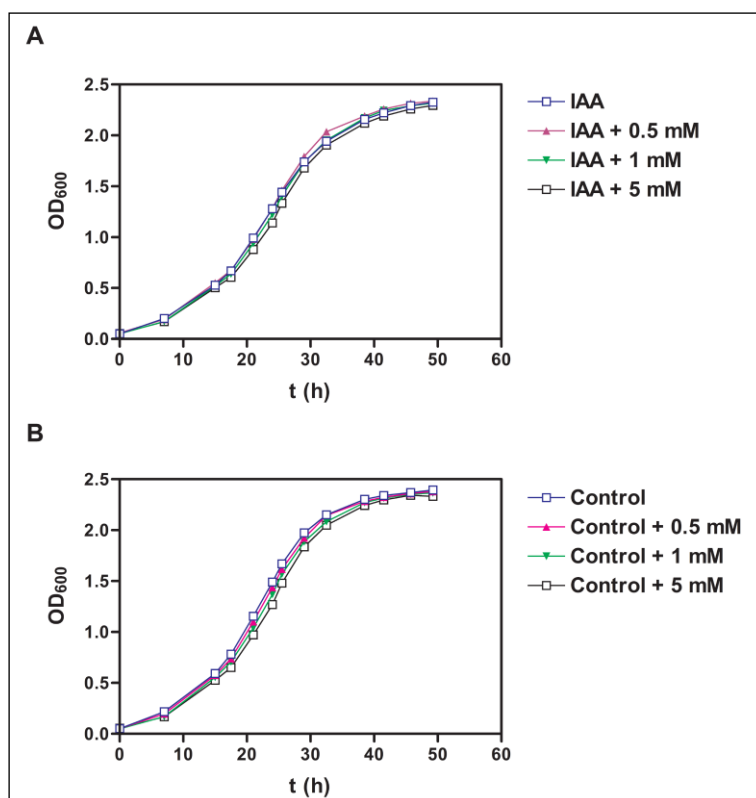 A
2.5
2.0
1.5
1.0
0.5
0.0
OD600
0 10 20 30 40 50 60
t (h)
IAA
IAA + 0.5 mM
IAA + 1 mM
IAA + 5 mM
B
2.5
2.0
1.5
1.0
0.5
0.0
OD600
0 10 20 30 40 50 60
t (h)
Control
Control + 0.5 mM
Control + 1 mM
Control + 5 mM